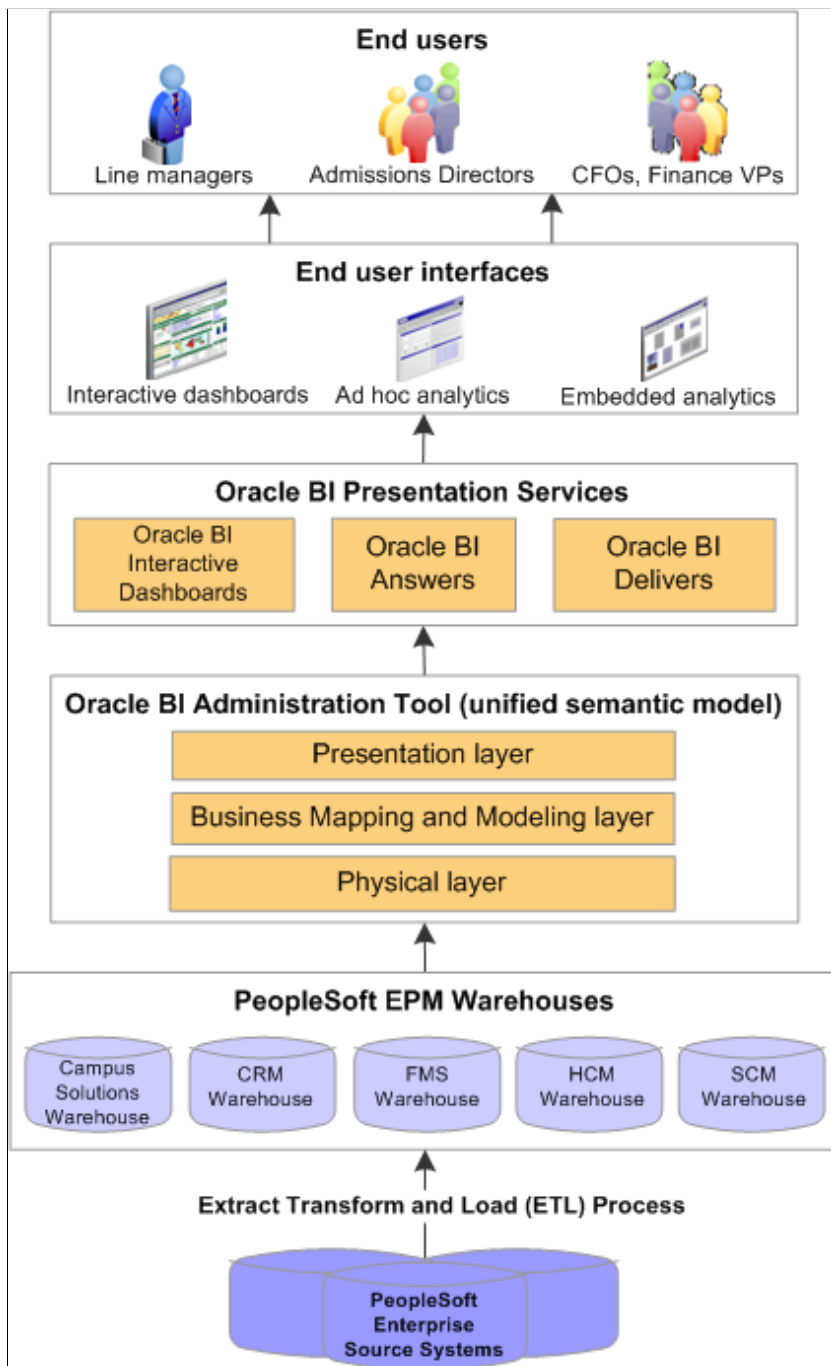 End users
Line managers
Admissions Directors
CFOs, Finance VPs
End user interfaces
Interactive dashboards
Ad hoc analytics
Embedded analytics
Oracle BI Presentation Services
Oracle BI
Interactive
Dashboards
Oracle BI
Answers
Oracle BI
Delivers
Oracle BI Administration Tool (unified semantic model)
Presentation layer
Business Mapping and Modeling layer
Physical layer
PeopleSoft EPM Warehouses
Campus
Solutions
Warehouse
CRM
Warehouse
FMS
Warehouse
HCM
Warehouse
SCM
Warehouse
Extract Transform and Load (ETL) Process
PeopleSoft
Enterprise
Source Systems